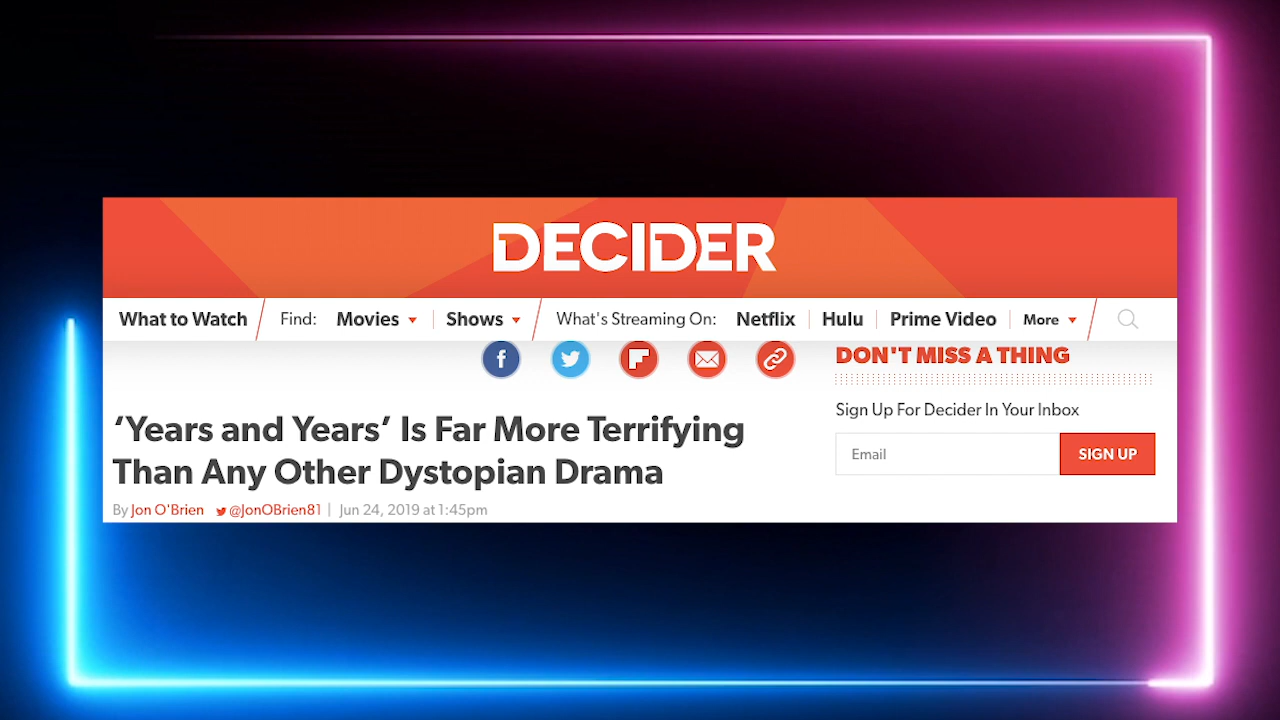 DECIDER
What to Watch Find: Movies Shows What's Streaming On: Netflix Hulu Prime Video More
f
DON'T MISS A THING
Sign Up For Decider In Your Inbox
Email SIGN UP
‘Years and Years’ Is Far More Terrifying
Than Any Other Dystopian Drama
By Jon O'Brien @JonOBrien81 | Jun 24, 2019 at 1:45pm